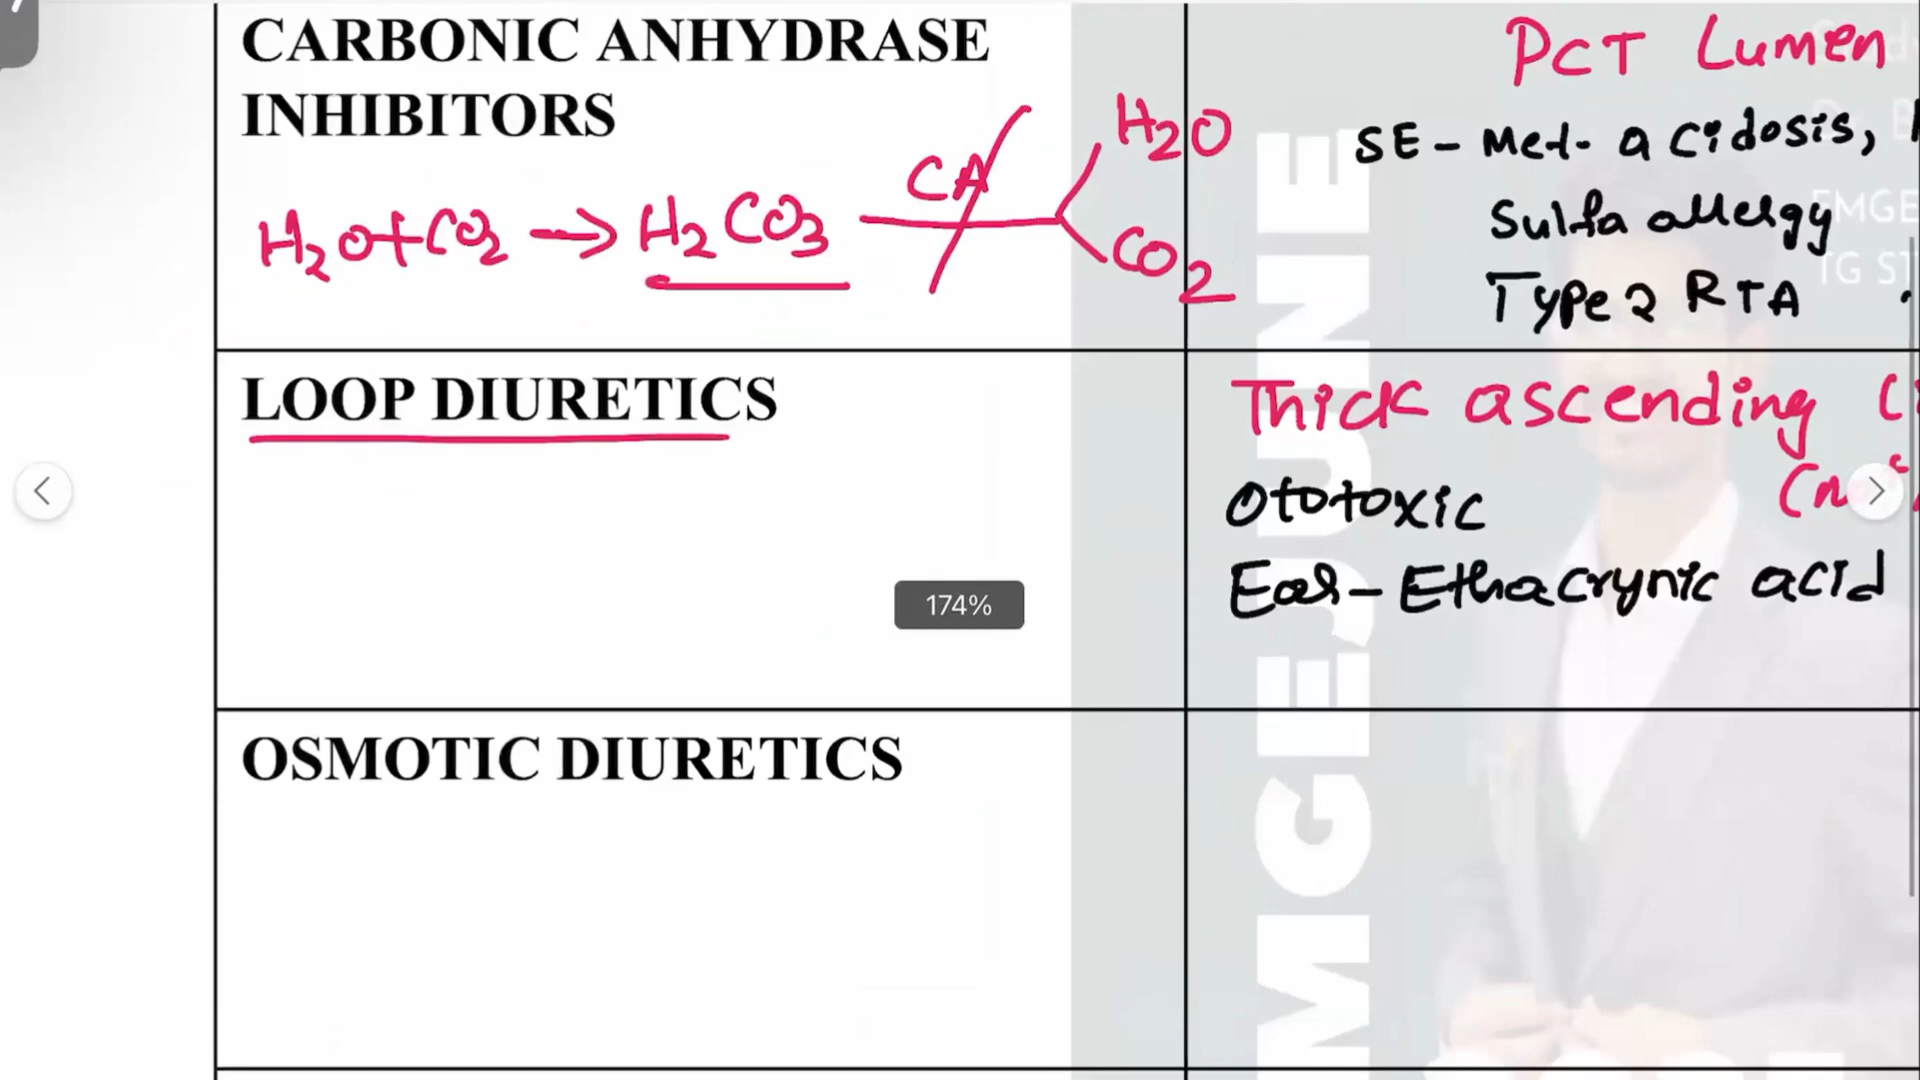 CARBONIC ANHYDRASE
INHIBITORS
H2O+CO2 → H2CO3
CA
H2O
CO2
PCT Lumen
SE - Met. acidosis,
Sulfa allergy
Type 2 RTA
LOOP DIURETICS
Thick ascending
Ototoxic
Ear - Ethacrynic acid
174%
OSMOTIC DIURETICS
MGEJUNE